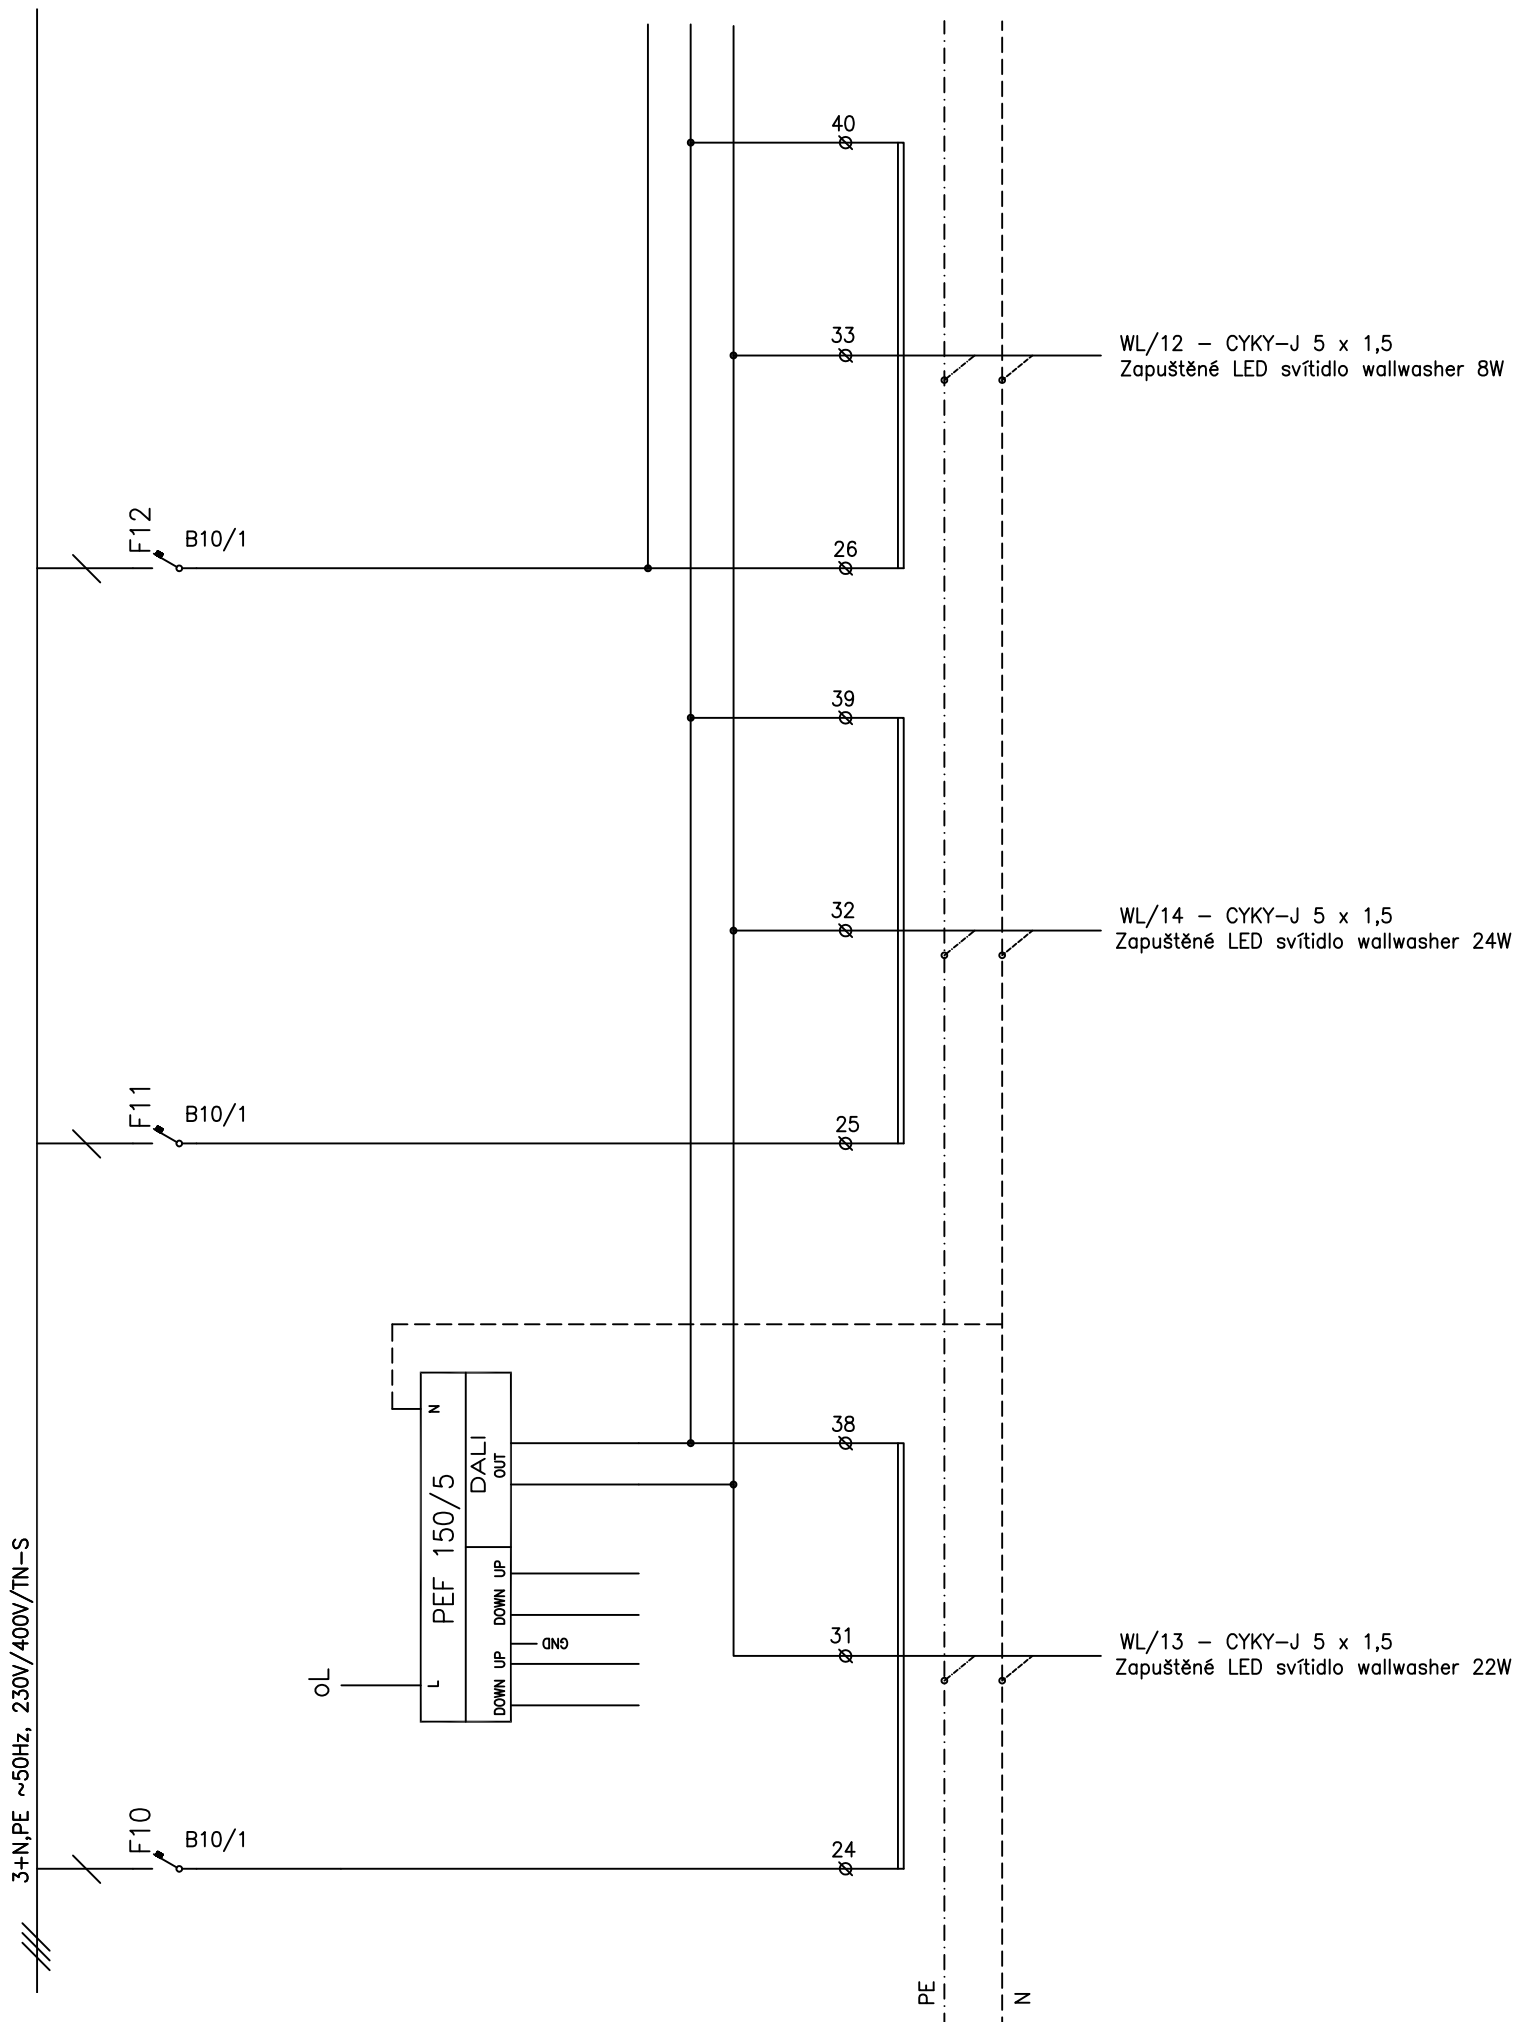 40
33
WL/12 - CYKY-J 5 x 1,5
Zapuštěné LED svítidlo wallwasher 8W
F12
B10/1
26
39
32
WL/14 - CYKY-J 5 x 1,5
Zapuštěné LED svítidlo wallwasher 24W
F11
B10/1
25
N
PEF 150/5
L
DALI
OUT
DOWN UP
DOWN UP
GND
oL
38
31
WL/13 - CYKY-J 5 x 1,5
Zapuštěné LED svítidlo wallwasher 22W
3+N,PE ~50Hz, 230V/400V/TN-S
F10
B10/1
24
PE
N